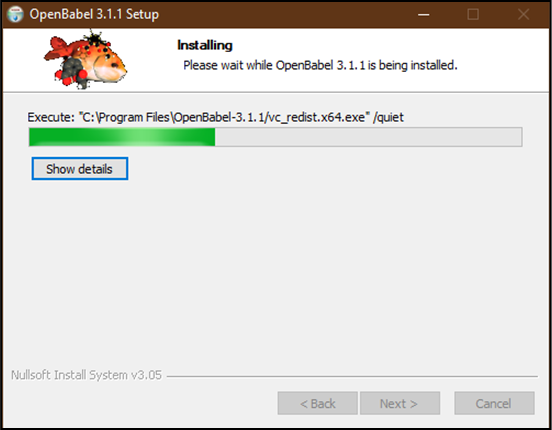 OpenBabel 3.1.1 Setup
Installing
Please wait while OpenBabel 3.1.1 is being installed.
Execute: "C:\Program Files\OpenBabel-3.1.1/vc_redist.x64.exe" /quiet
Show details
Nullsoft Install System v3.05
< Back
Next >
Cancel